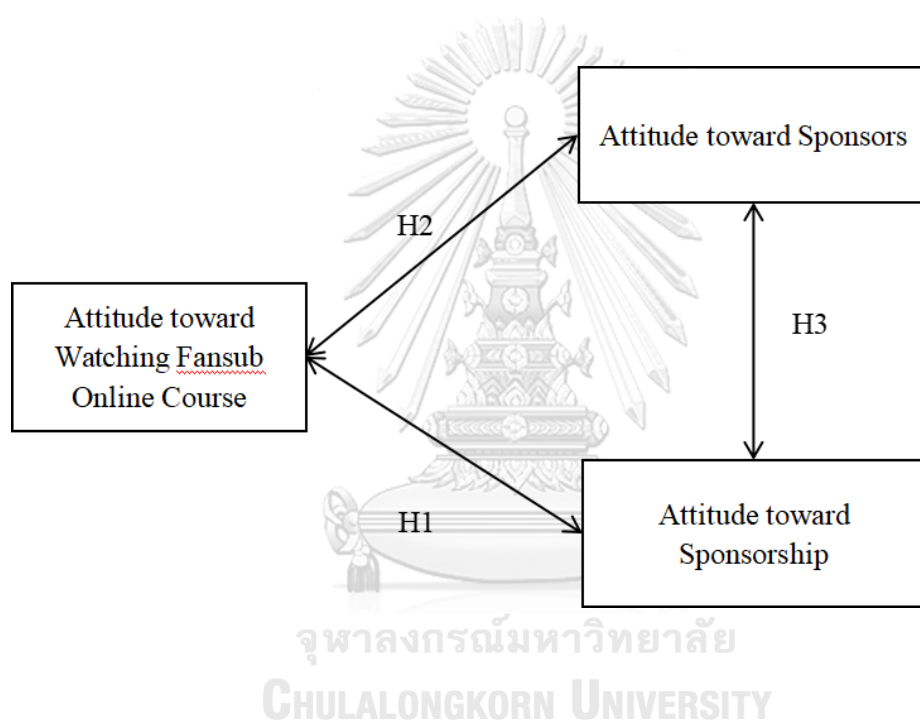 Attitude toward Sponsors
H2
Attitude toward
Watching Fansub
Online Course
H3
H1
Attitude toward
Sponsorship
จุฬาลงกรณ์มหาวิทยาลัย
CHULALONGKORN UNIVERSITY